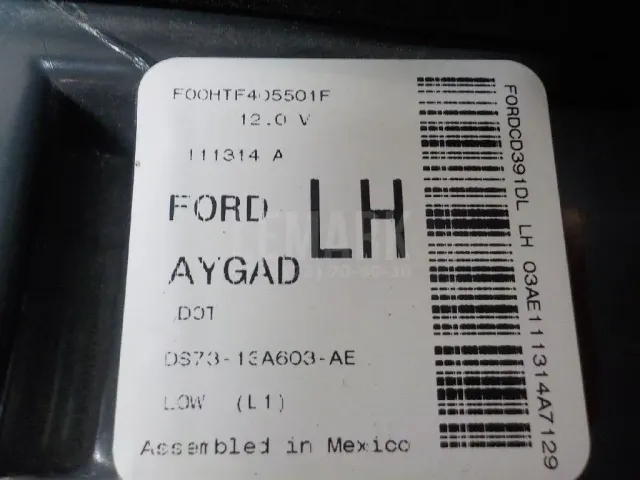 F00HTF405501F
12.0 V
111314 A
FORD LH
AYGAD
DOT
DS73-13A603-AE
LOW (L1)
Assembled in Mexico
FORDCD391DL LH 03AE111314A7129